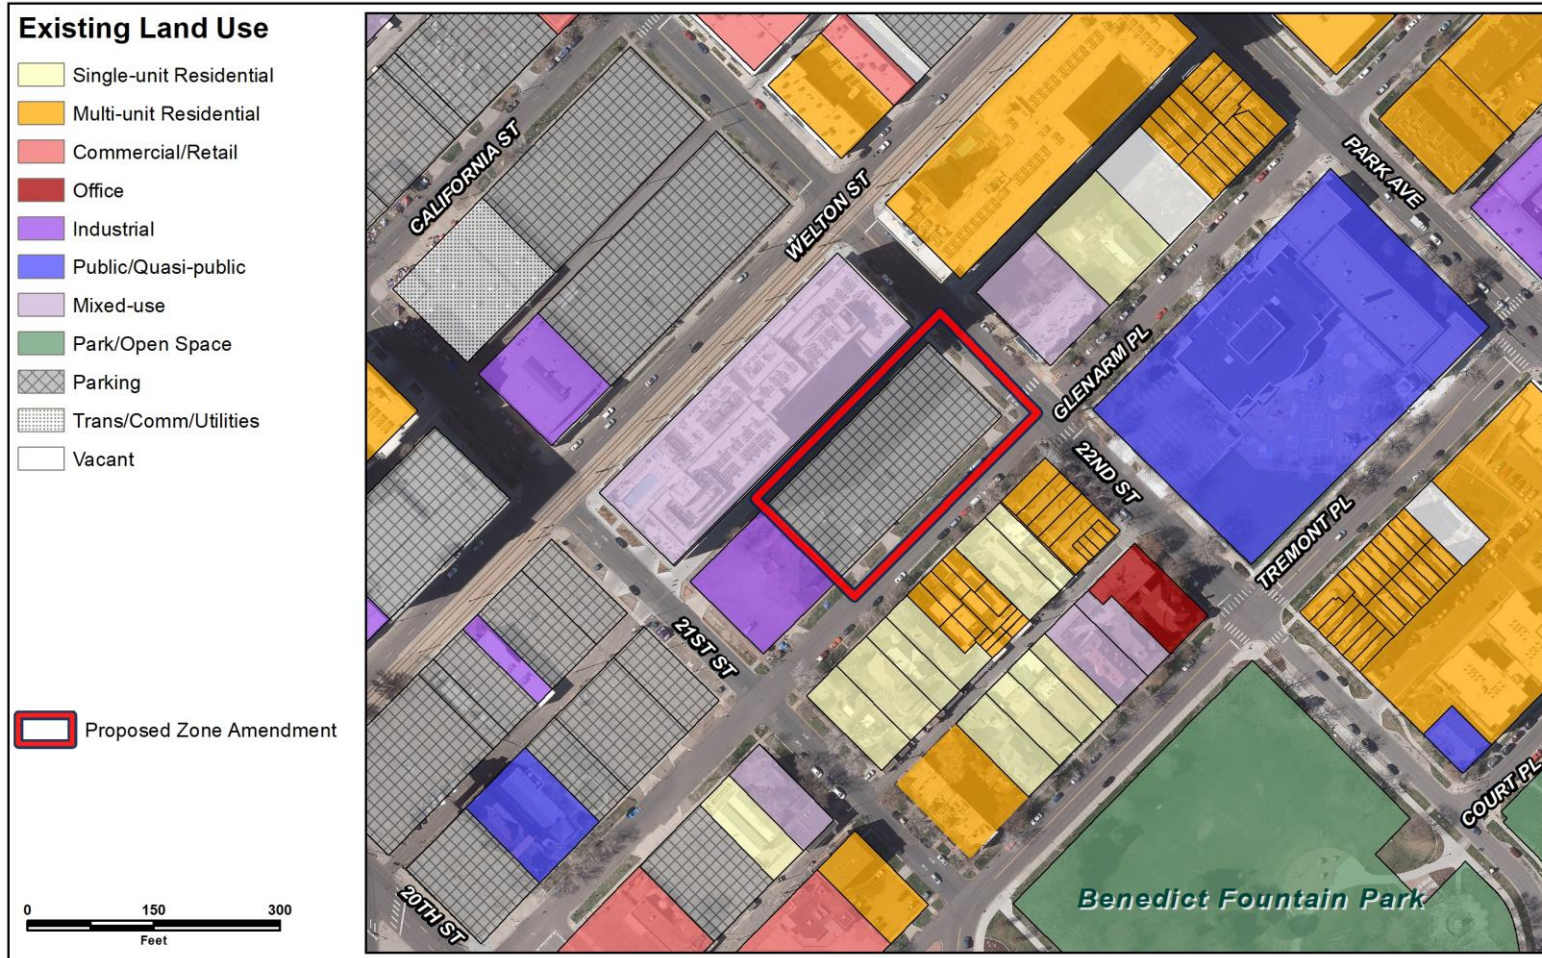 Existing Land Use
Single-unit Residential
Multi-unit Residential
Commercial/Retail
Office
Industrial
Public/Quasi-public
Mixed-use
Park/Open Space
Parking
Trans/Comm/Utilities
Vacant
Proposed Zone Amendment
0 150 300
Feet
CALIFORNIA ST
WELTON ST
PARK AVE
GLENARM PL
22ND ST
TREMONT PL
21ST ST
COURT PL
20TH ST
Benedict Fountain Park